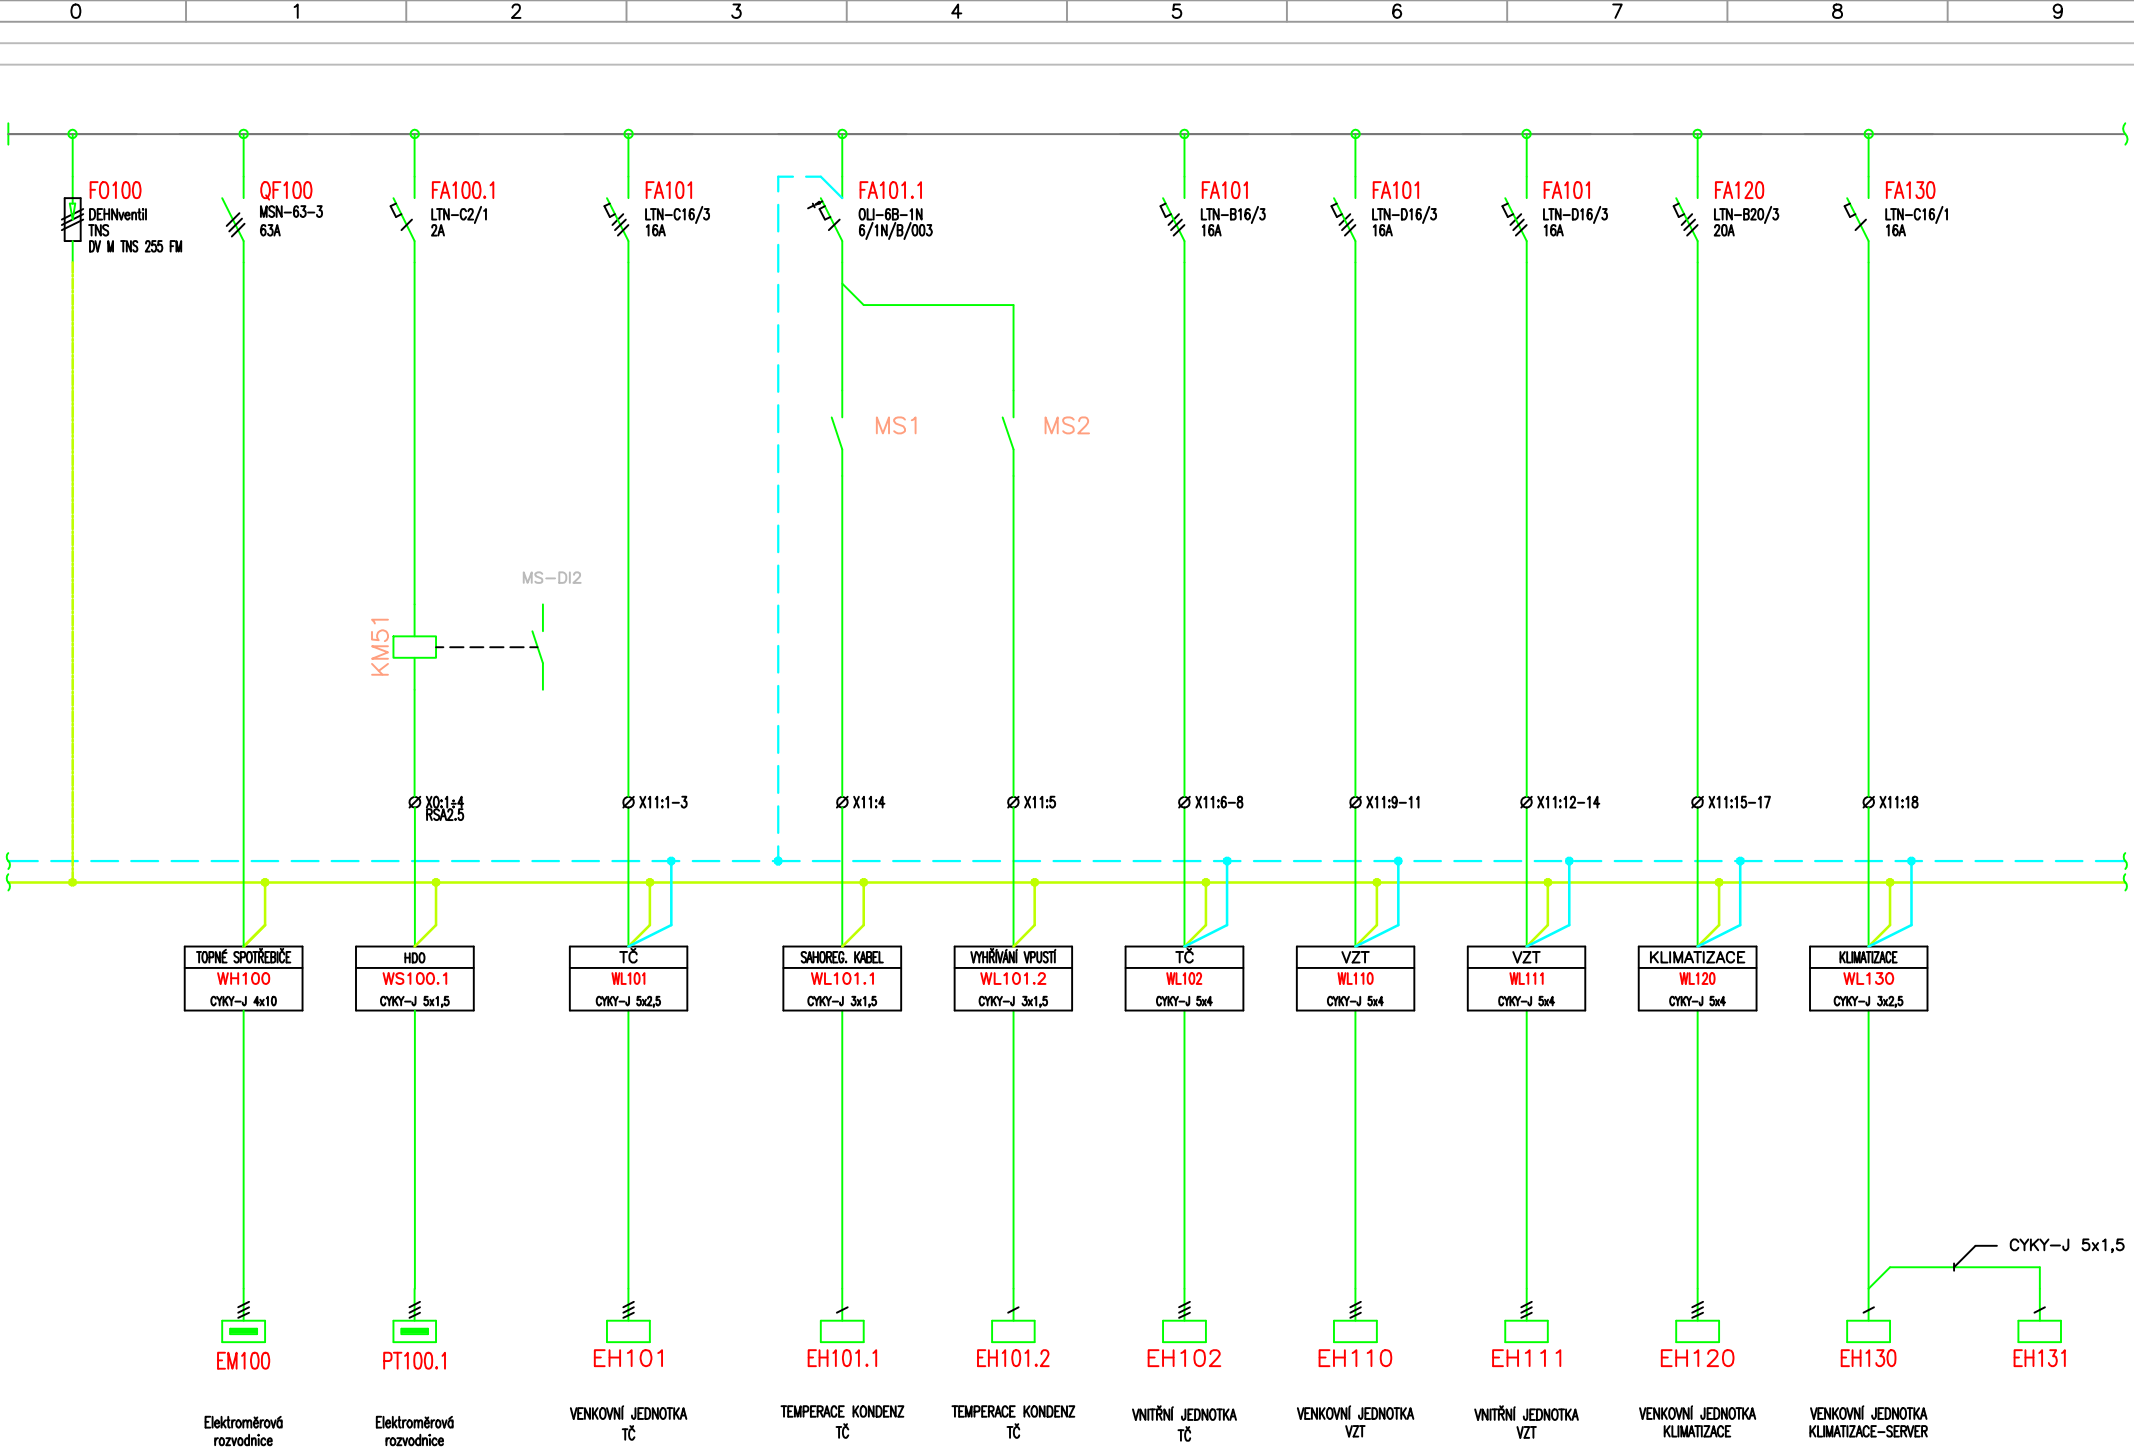 0 1 2 3 4 5 6 7 8 9
FO100
DEHNventil
TNS
DV M TNS 255 FM
QF100
MSN-63-3
63A
FA100.1
LTN-C2/1
2A
FA101
LTN-C16/3
16A
FA101.1
OLI-6B-1N
6/1N/B/003
FA101
LTN-B16/3
16A
FA101
LTN-D16/3
16A
FA101
LTN-D16/3
16A
FA120
LTN-B20/3
20A
FA130
LTN-C16/1
16A
MS1
MS2
MS-DI2
KM51
X0:1÷4
RSA2.5
X11:1-3
X11:4
X11:5
X11:6-8
X11:9-11
X11:12-14
X11:15-17
X11:18
TOPNÉ SPOTŘEBIČE
WH100
CYKY-J 4x10
HDO
WS100.1
CYKY-J 5x1,5
TČ
WL101
CYKY-J 5x2,5
SAHOREG. KABEL
WL101.1
CYKY-J 3x1,5
VYHŘÍVÁNÍ VPUSTÍ
WL101.2
CYKY-J 3x1,5
TČ
WL102
CYKY-J 5x4
VZT
WL110
CYKY-J 5x4
VZT
WL111
CYKY-J 5x4
KLIMATIZACE
WL120
CYKY-J 5x4
KLIMATIZACE
WL130
CYKY-J 3x2,5
CYKY-J 5x1,5
EM100
Elektroměrová
rozvodnice
PT100.1
Elektroměrová
rozvodnice
EH101
VENKOVNÍ JEDNOTKA
TČ
EH101.1
TEMPERACE KONDENZ
TČ
EH101.2
TEMPERACE KONDENZ
TČ
EH102
VNITŘNÍ JEDNOTKA
TČ
EH110
VENKOVNÍ JEDNOTKA
VZT
EH111
VNITŘNÍ JEDNOTKA
VZT
EH120
VENKOVNÍ JEDNOTKA
KLIMATIZACE
EH130
VENKOVNÍ JEDNOTKA
KLIMATIZACE-SERVER
EH131